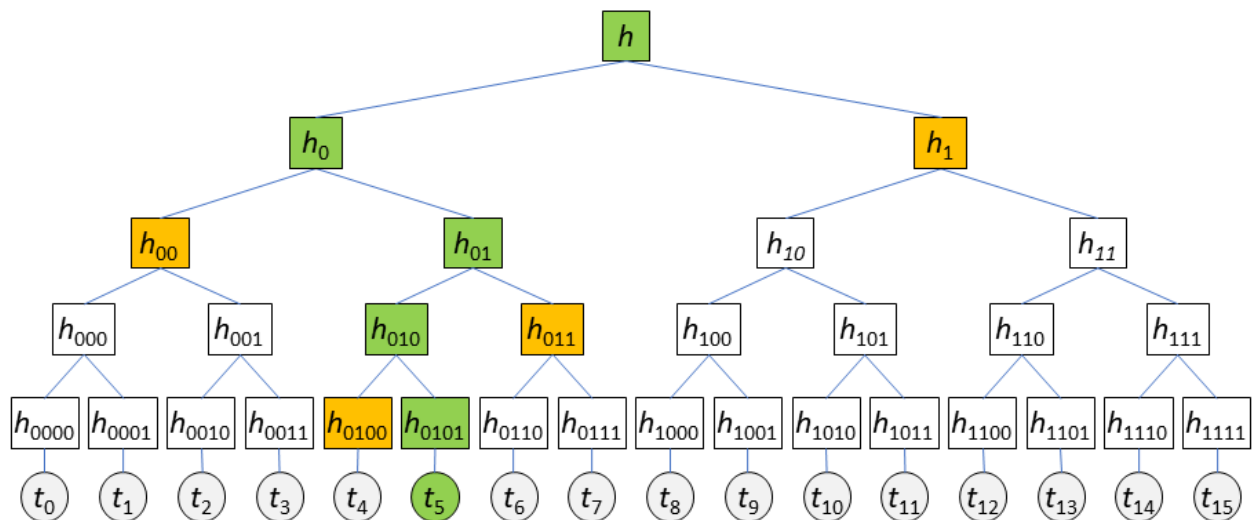 h
h₀ h₁
h₀₀ h₀₁ h₁₀ h₁₁
h₀₀₀ h₀₀₁ h₀₁₀ h₀₁₁ h₁₀₀ h₁₀₁ h₁₁₀ h₁₁₁
h₀₀₀₀ h₀₀₀₁ h₀₀₁₀ h₀₀₁₁ h₀₁₀₀ h₀₁₀₁ h₀₁₁₀ h₀₁₁₁ h₁₀₀₀ h₁₀₀₁ h₁₀₁₀ h₁₀₁₁ h₁₁₀₀ h₁₁₀₁ h₁₁₁₀ h₁₁₁₁
t₀ t₁ t₂ t₃ t₄ t₅ t₆ t₇ t₈ t₉ t₁₀ t₁₁ t₁₂ t₁₃ t₁₄ t₁₅